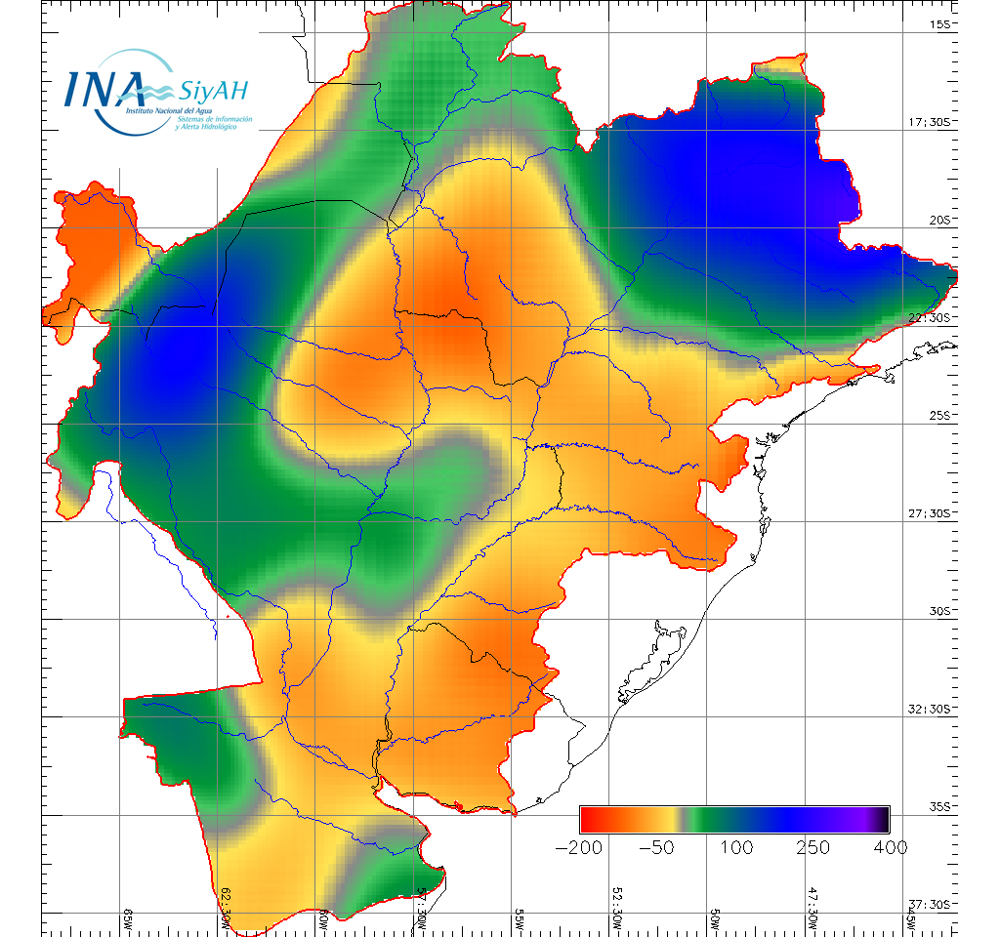 INA SiyAH
Instituto Nacional del Agua
Sistemas de información
y Alerta Hidrológico
15S
17:30S
20S
22:30S
25S
27:30S
30S
32:30S
35S
37:30S
−200 −50 100 250 400
65W 62:30W 60W 57:30W 55W 52:30W 50W 47:30W 45W